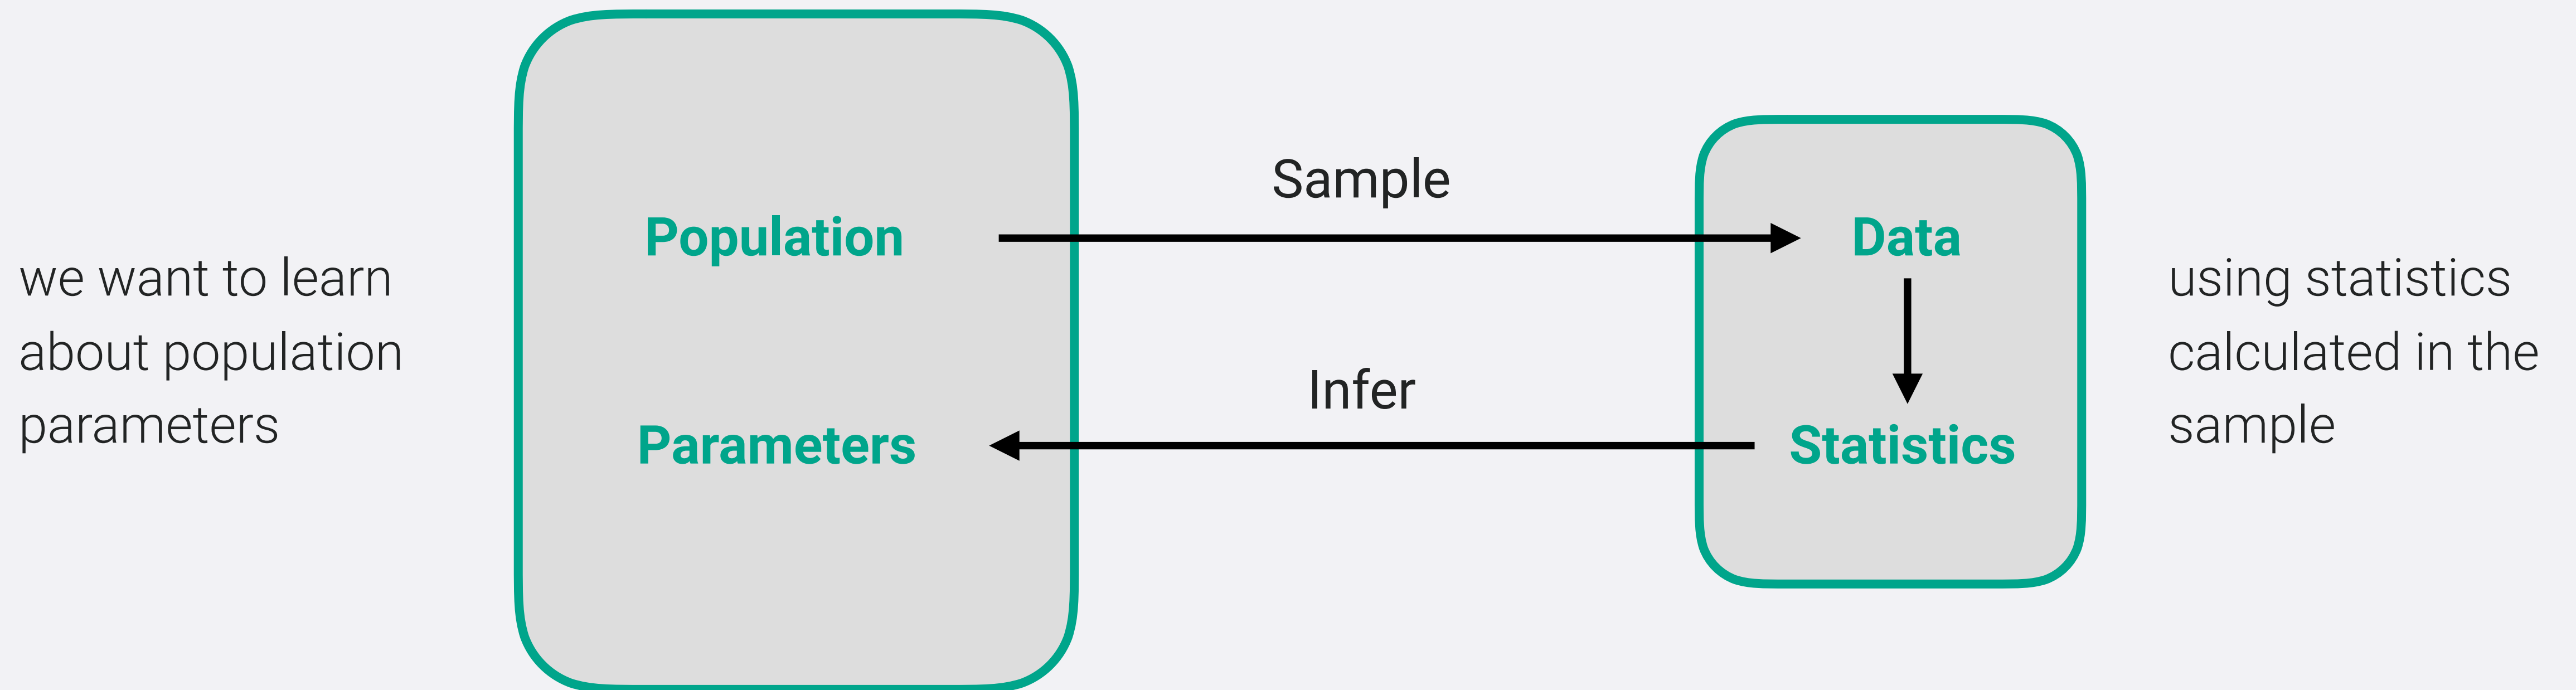 we want to learn
about population
parameters
Population
Parameters
Sample
Infer
Data
Statistics
using statistics
calculated in the
sample